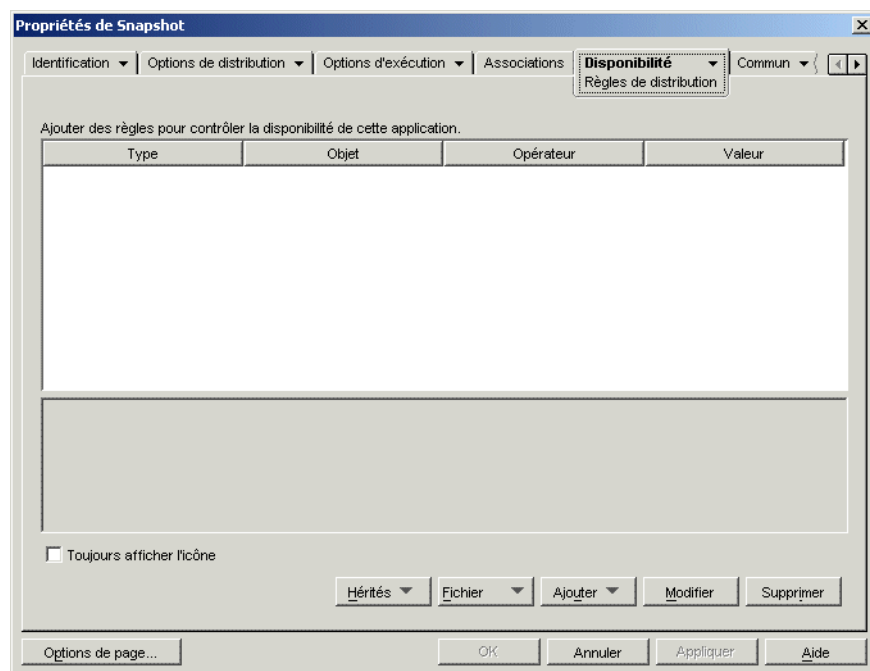 Propriétés de Snapshot
Identification Options de distribution Options d'exécution Associations Disponibilité Commun
Règles de distribution
Ajouter des règles pour contrôler la disponibilité de cette application.
Type Objet Opérateur Valeur
Toujours afficher l'icône
Hérités Fichier Ajouter Modifier Supprimer
Options de page... OK Annuler Appliquer Aide